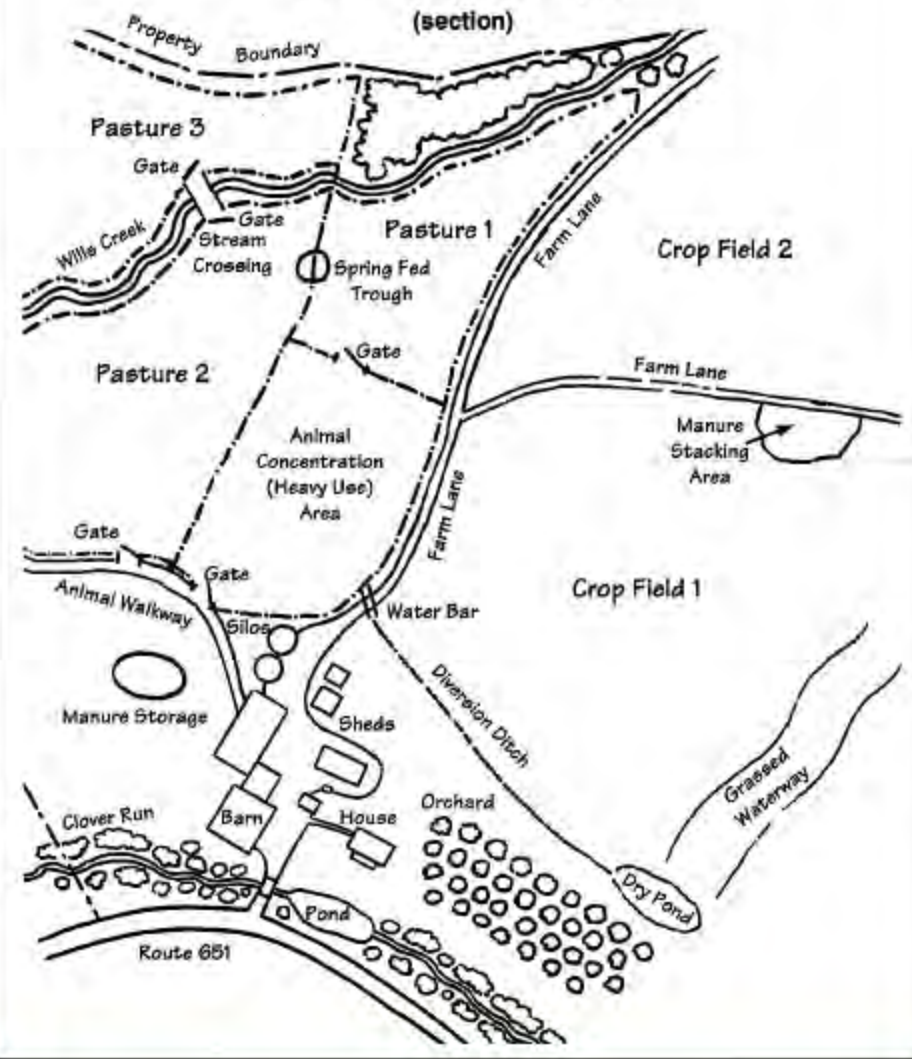 (section)
Property Boundary
Pasture 3
Gate
Gate
Wills Creek
Stream
Crossing
Pasture 1
Spring Fed
Trough
Farm Lane
Crop Field 2
Gate
Pasture 2
Farm Lane
Animal
Concentration
(Heavy Use)
Area
Manure
Stacking
Area
Farm Lane
Gate
Gate
Animal Walkway
Crop Field 1
Silos
Water Bar
Manure Storage
Diversion Ditch
Sheds
Grassed
Waterway
Orchard
Clover Run
Barn
House
Dry Pond
Pond
Route 651